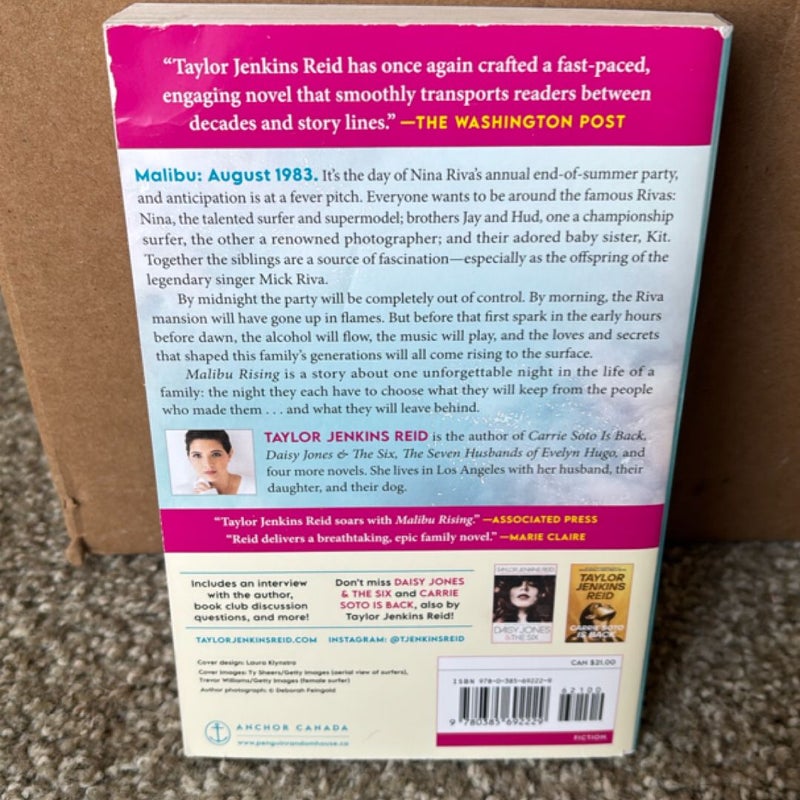 “Taylor Jenkins Reid has once again crafted a fast-paced,
engaging novel that smoothly transports readers between
decades and story lines.” —THE WASHINGTON POST
Malibu: August 1983. It’s the day of Nina Riva’s annual end-of-summer party,
and anticipation is at a fever pitch. Everyone wants to be around the famous Rivas:
Nina, the talented surfer and supermodel; brothers Jay and Hud, one a championship
surfer, the other a renowned photographer; and their adored baby sister, Kit.
Together the siblings are a source of fascination—especially as the offspring of the
legendary singer Mick Riva.
By midnight the party will be completely out of control. By morning, the Riva
mansion will have gone up in flames. But before that first spark in the early hours
before dawn, the alcohol will flow, the music will play, and the loves and secrets
that shaped this family’s generations will all come rising to the surface.
Malibu Rising is a story about one unforgettable night in the life of a
family: the night they each have to choose what they will keep from the people
who made them . . . and what they will leave behind.
TAYLOR JENKINS REID is the author of Carrie Soto Is Back,
Daisy Jones & The Six, The Seven Husbands of Evelyn Hugo, and
four more novels. She lives in Los Angeles with her husband, their
daughter, and their dog.
“Taylor Jenkins Reid soars with Malibu Rising.” —ASSOCIATED PRESS
“Reid delivers a breathtaking, epic family novel.” —MARIE CLAIRE
Includes an interview
with the author,
book club discussion
questions, and more!
Don’t miss DAISY JONES
& THE SIX and CARRIE
SOTO IS BACK, also by
Taylor Jenkins Reid!
TAYLOR JENKINS REID
DAISY JONES
& THE SIX
TAYLOR
JENKINS
REID
CARRIE SOTO
IS BACK
TAYLORJENKINSREID.COM INSTAGRAM: @TJENKINSREID
Cover design: Laura Klynstra
Cover images: Ty Sheers/Getty Images (aerial view of surfers),
Trevor Williams/Getty Images (female surfer)
Author photograph: © Deborah Feingold
ANCHOR CANADA
www.penguinrandomhouse.ca
CAN $21.00
ISBN 978-0-385-69222-9
62100
9 780385 692229
FICTION